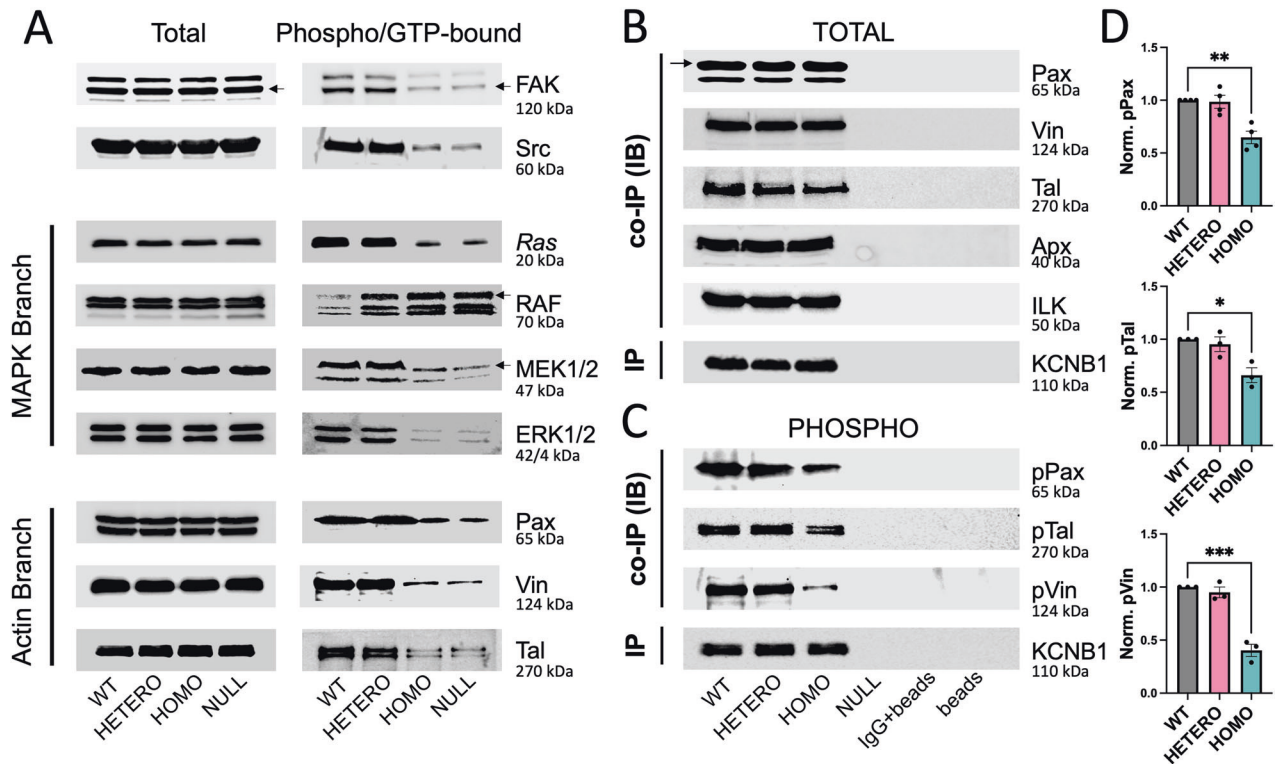 A
Total
Phospho/GTP-bound
FAK
120 kDa
Src
60 kDa
MAPK Branch
Ras
20 kDa
RAF
70 kDa
MEK1/2
47 kDa
ERK1/2
42/4 kDa
Actin Branch
Pax
65 kDa
Vin
124 kDa
Tal
270 kDa
WT
HETERO
HOMO
NULL
WT
HETERO
HOMO
NULL
B
TOTAL
co-IP (IB)
Pax
65 kDa
Vin
124 kDa
Tal
270 kDa
Apx
40 kDa
ILK
50 kDa
IP
KCNB1
110 kDa
C
PHOSPHO
co-IP (IB)
pPax
65 kDa
pTal
270 kDa
pVin
124 kDa
IP
KCNB1
110 kDa
WT
HETERO
HOMO
NULL
IgG+beads
beads
D
Norm. pPax
1.5
1.0
0.5
0.0
**
WT
HETERO
HOMO
Norm. pTal
1.5
1.0
0.5
0.0
*
WT
HETERO
HOMO
Norm. pVin
1.5
1.0
0.5
0.0
***
WT
HETERO
HOMO